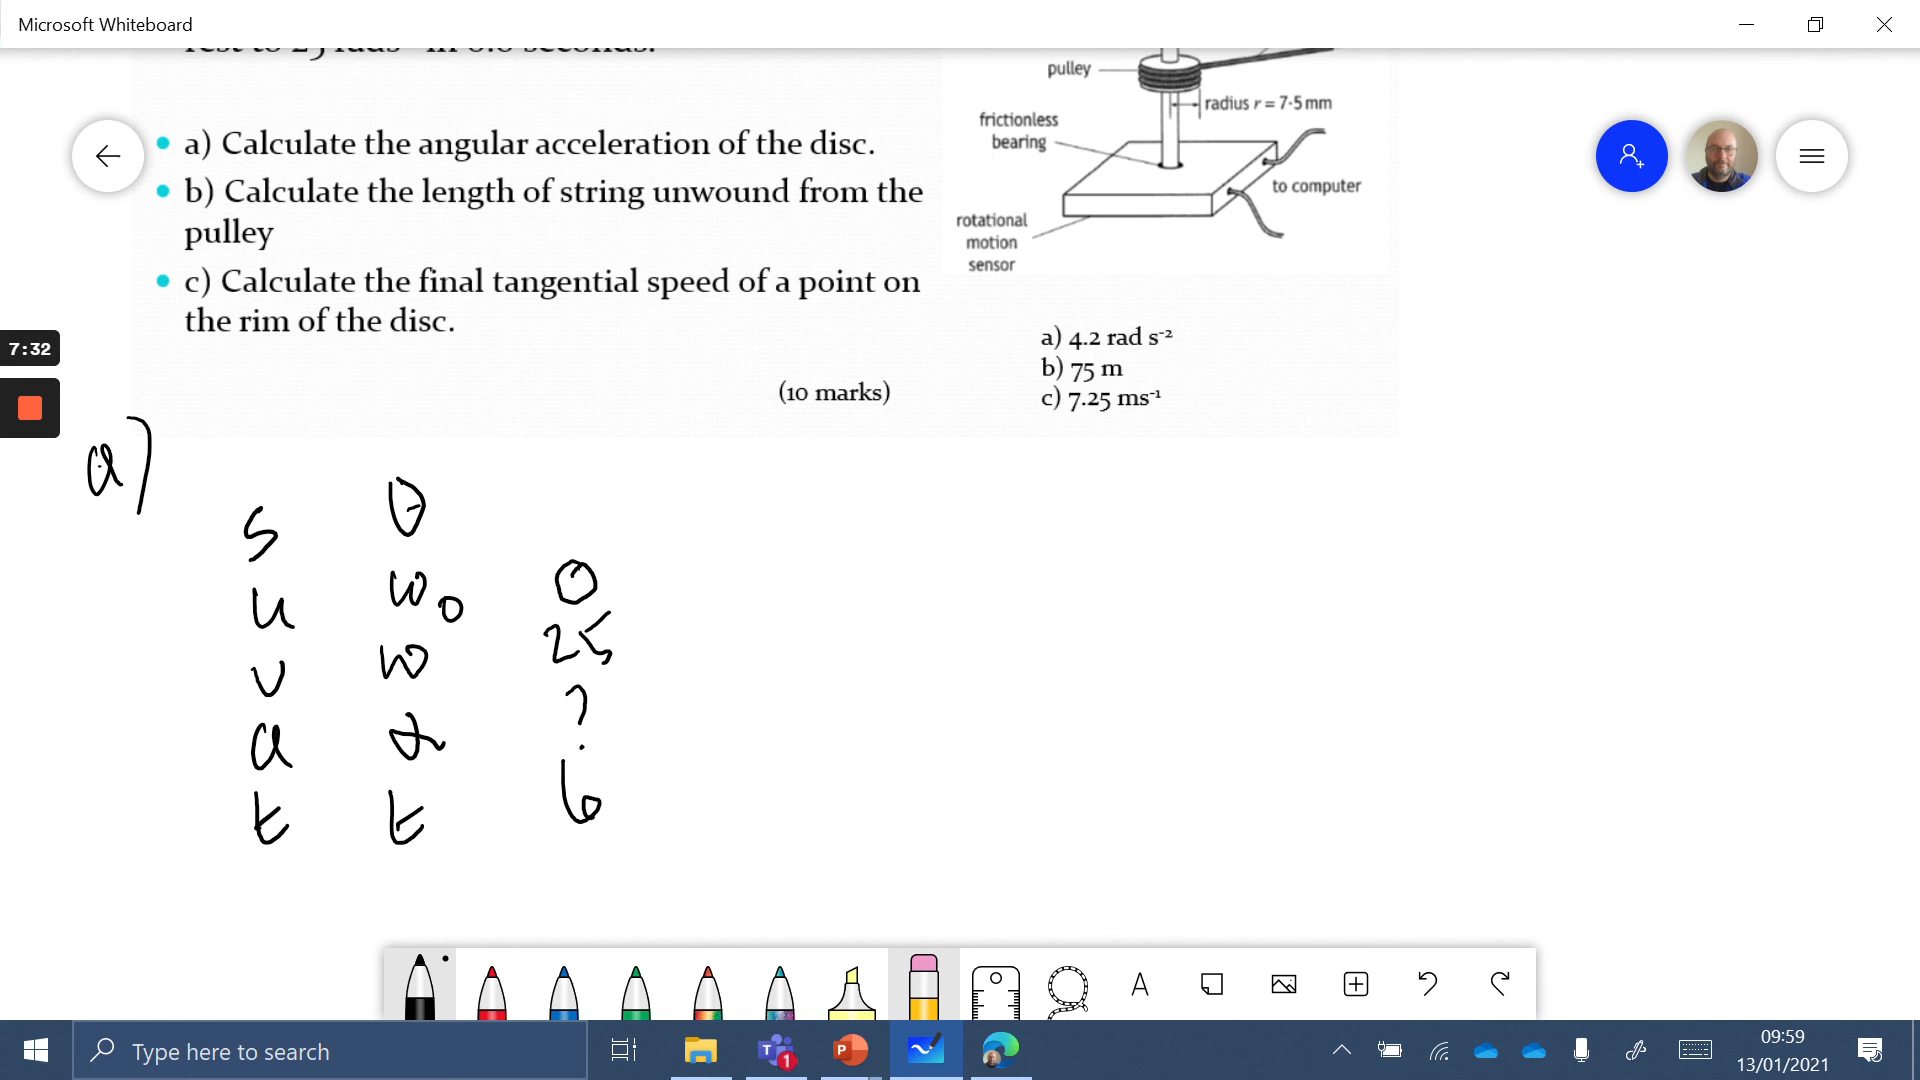 Microsoft Whiteboard
pulley
radius r = 7·5 mm
frictionless
bearing
to computer
rotational
motion
sensor
a) Calculate the angular acceleration of the disc.
b) Calculate the length of string unwound from the
pulley
c) Calculate the final tangential speed of a point on
the rim of the disc.
(10 marks)
a) 4.2 rad s⁻²
b) 75 m
c) 7.25 ms⁻¹
7:32
a)
s θ
u ω₀ 0
v ω 25
a α ?
t t 6
Type here to search
09:59
13/01/2021